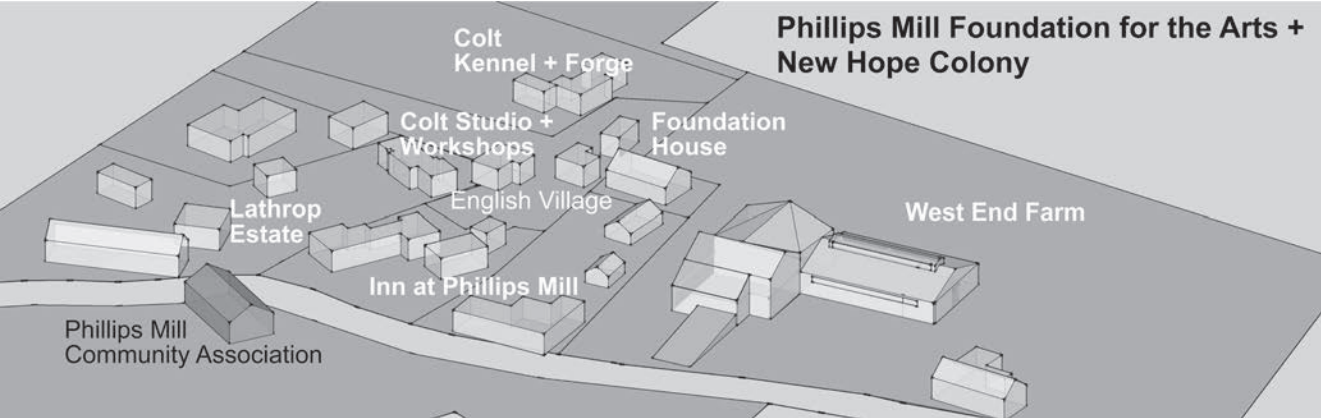 Phillips Mill Foundation for the Arts +
New Hope Colony
Colt
Kennel + Forge
Colt Studio +
Workshops
Foundation
House
English Village
Lathrop
Estate
West End Farm
Inn at Phillips Mill
Phillips Mill
Community Association